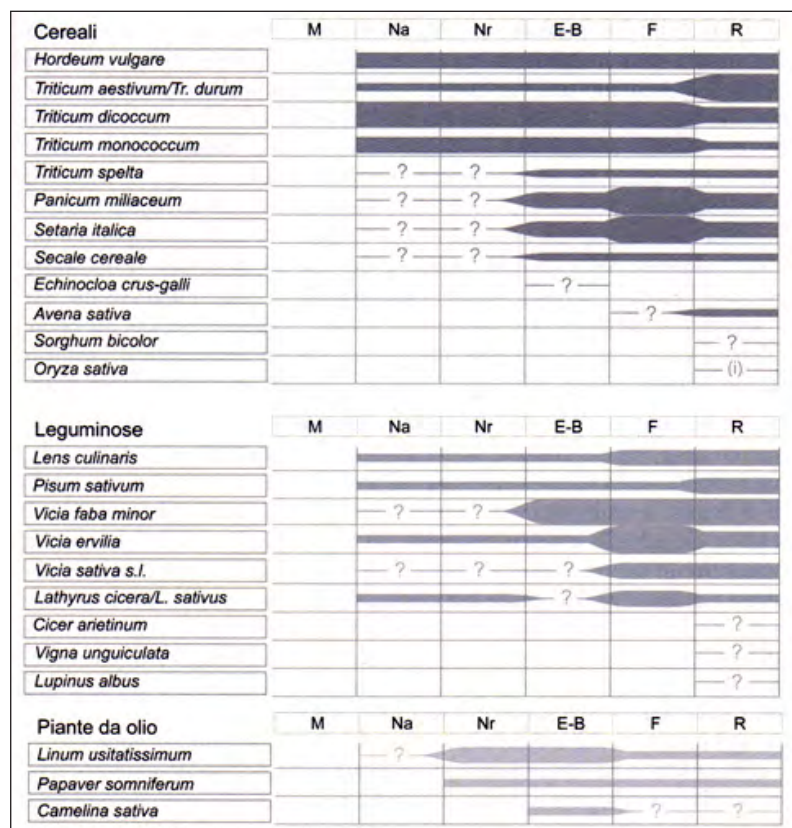 Cereali M Na Nr E-B F R
Hordeum vulgare
Triticum aestivum/Tr. durum
Triticum dicoccum
Triticum monococcum
Triticum spelta ? ?
Panicum miliaceum ? ?
Setaria italica ? ?
Secale cereale ? ?
Echinocloa crus-galli ?
Avena sativa ?
Sorghum bicolor ?
Oryza sativa (i)
Leguminose M Na Nr E-B F R
Lens culinaris
Pisum sativum
Vicia faba minor ? ?
Vicia ervilia
Vicia sativa s.l. ? ? ?
Lathyrus cicera/L. sativus ?
Cicer arietinum ?
Vigna unguiculata ?
Lupinus albus ?
Piante da olio M Na Nr E-B F R
Linum usitatissimum ?
Papaver somniferum
Camelina sativa ? ?